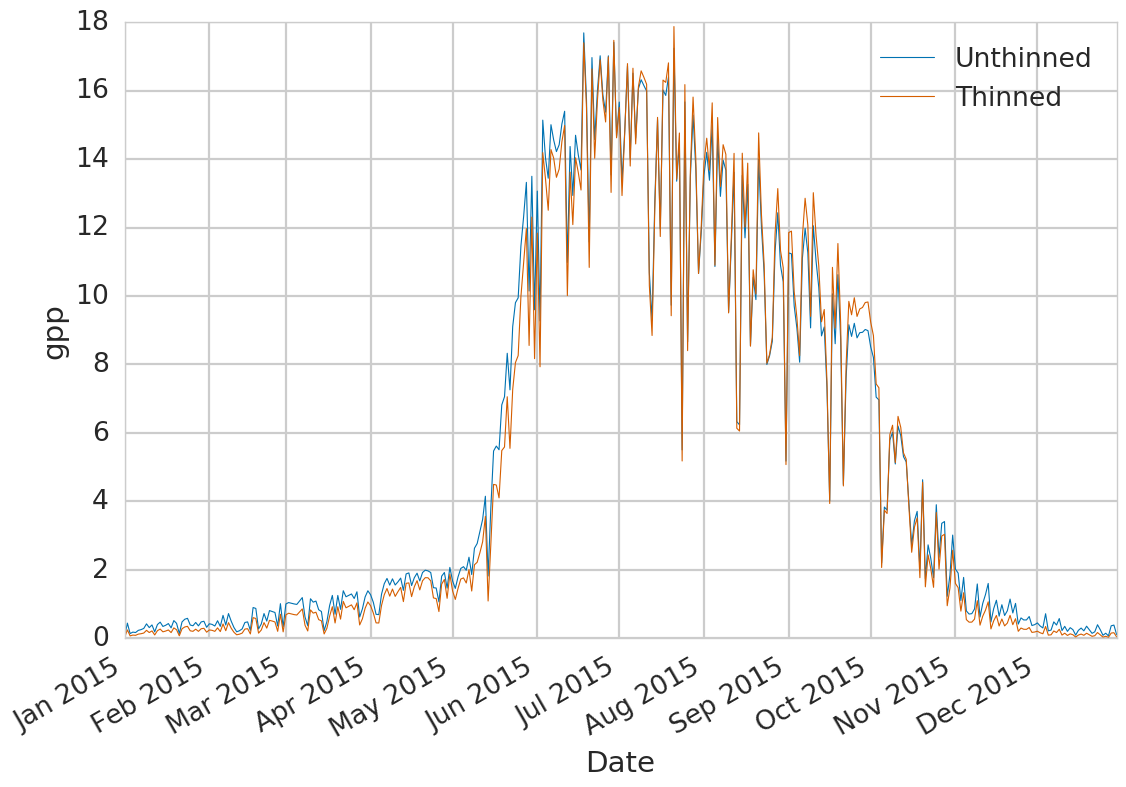 18
16
14
12
10
8
6
4
2
0
gpp
Unthinned
Thinned
Jan 2015
Feb 2015
Mar 2015
Apr 2015
May 2015
Jun 2015
Jul 2015
Aug 2015
Sep 2015
Oct 2015
Nov 2015
Dec 2015
Date